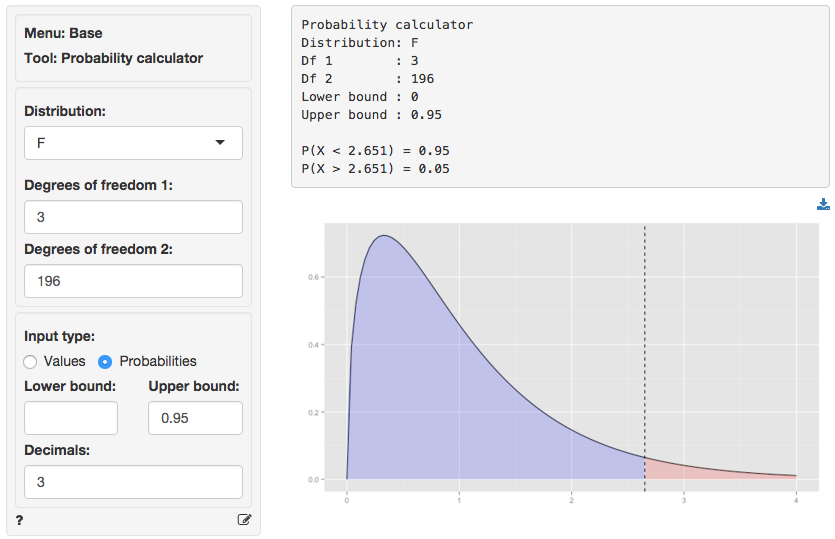 Menu: Base
Tool: Probability calculator
Distribution:
F
Degrees of freedom 1:
3
Degrees of freedom 2:
196
Input type:
Values Probabilities
Lower bound: Upper bound:
0.95
Decimals:
3
?
Probability calculator
Distribution: F
Df 1 : 3
Df 2 : 196
Lower bound : 0
Upper bound : 0.95
P(X < 2.651) = 0.95
P(X > 2.651) = 0.05
0.6
0.4
0.2
0.0
0 1 2 3 4